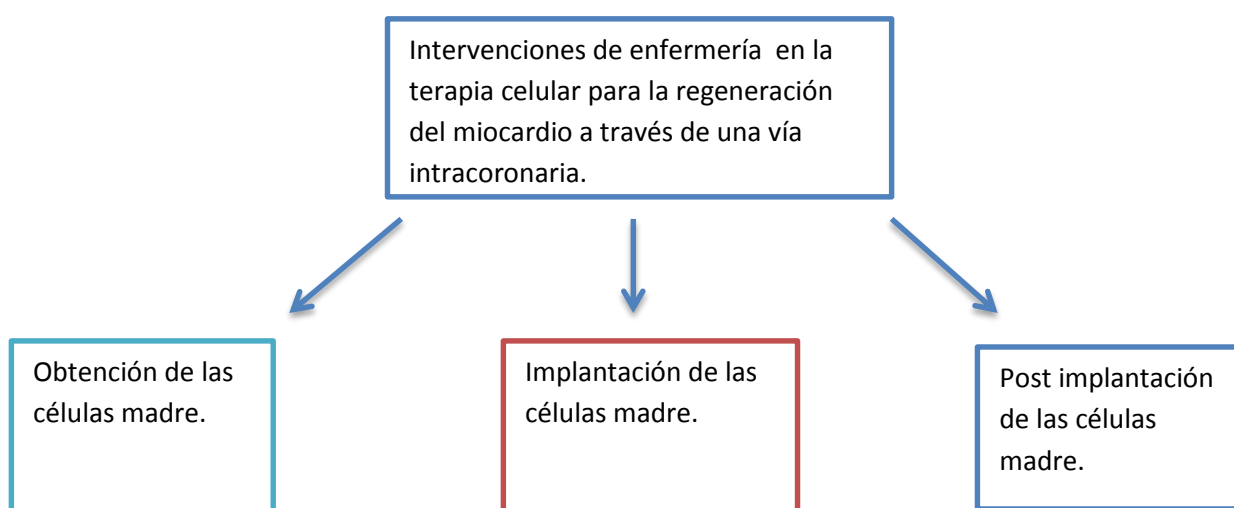 Intervenciones de enfermería  en la
terapia celular para la regeneración
del miocardio a través de una vía
intracoronaria.
Obtención de las
células madre.
Implantación de las
células madre.
Post implantación
de las células
madre.